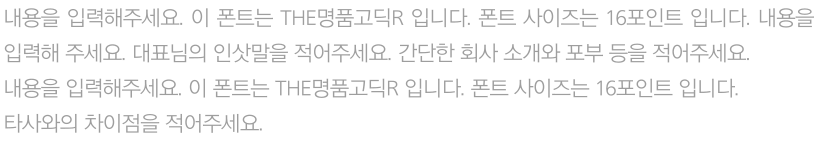 내용을 입력해주세요. 이 폰트는 THE명품고딕R 입니다. 폰트 사이즈는 16포인트 입니다. 내용을
입력해 주세요. 대표님의 인삿말을 적어주세요. 간단한 회사 소개와 포부 등을 적어주세요.
내용을 입력해주세요. 이 폰트는 THE명품고딕R 입니다. 폰트 사이즈는 16포인트 입니다.
타사와의 차이점을 적어주세요.